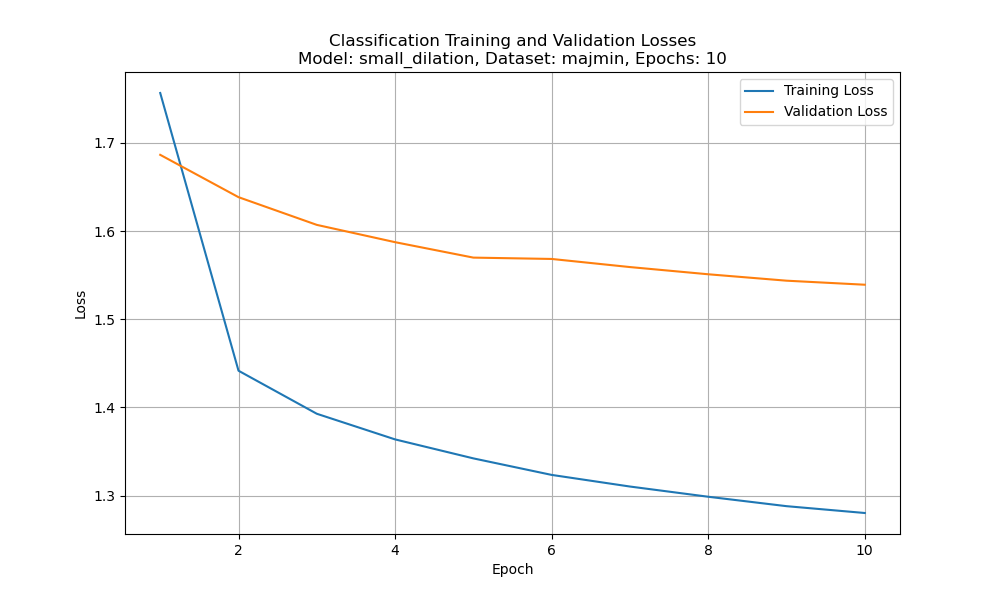 Classification Training and Validation Losses
Model: small_dilation, Dataset: majmin, Epochs: 10
Training Loss
Validation Loss
1.7
1.6
1.5
1.4
1.3
Loss
2
4
6
8
10
Epoch